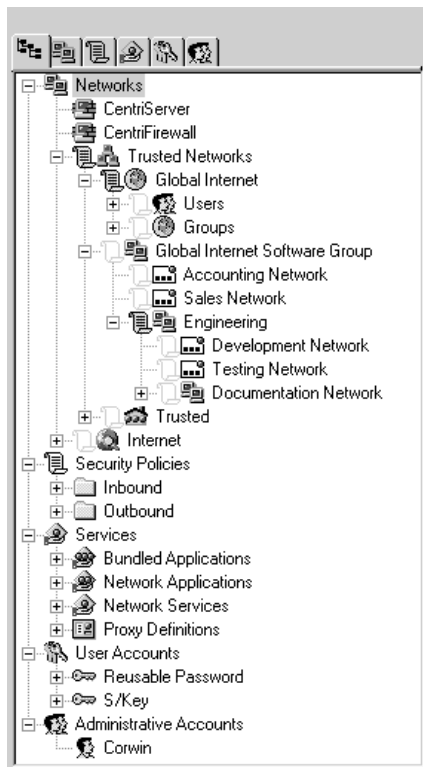 Networks
CentriServer
CentriFirewall
Trusted Networks
Global Internet
Users
Groups
Global Internet Software Group
Accounting Network
Sales Network
Engineering
Development Network
Testing Network
Documentation Network
Trusted
Internet
Security Policies
Inbound
Outbound
Services
Bundled Applications
Network Applications
Network Services
Proxy Definitions
User Accounts
Reusable Password
S/Key
Administrative Accounts
Corwin